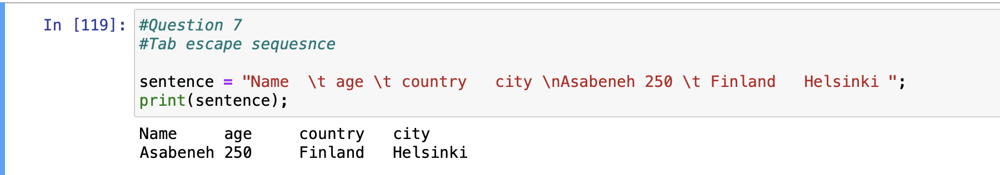 In [119]: #Question 7
#Tab escape sequesnce
sentence = "Name  \t age \t country   city \nAsabeneh 250 \t Finland   Helsinki ";
print(sentence);
Name     age     country   city
Asabeneh 250     Finland   Helsinki